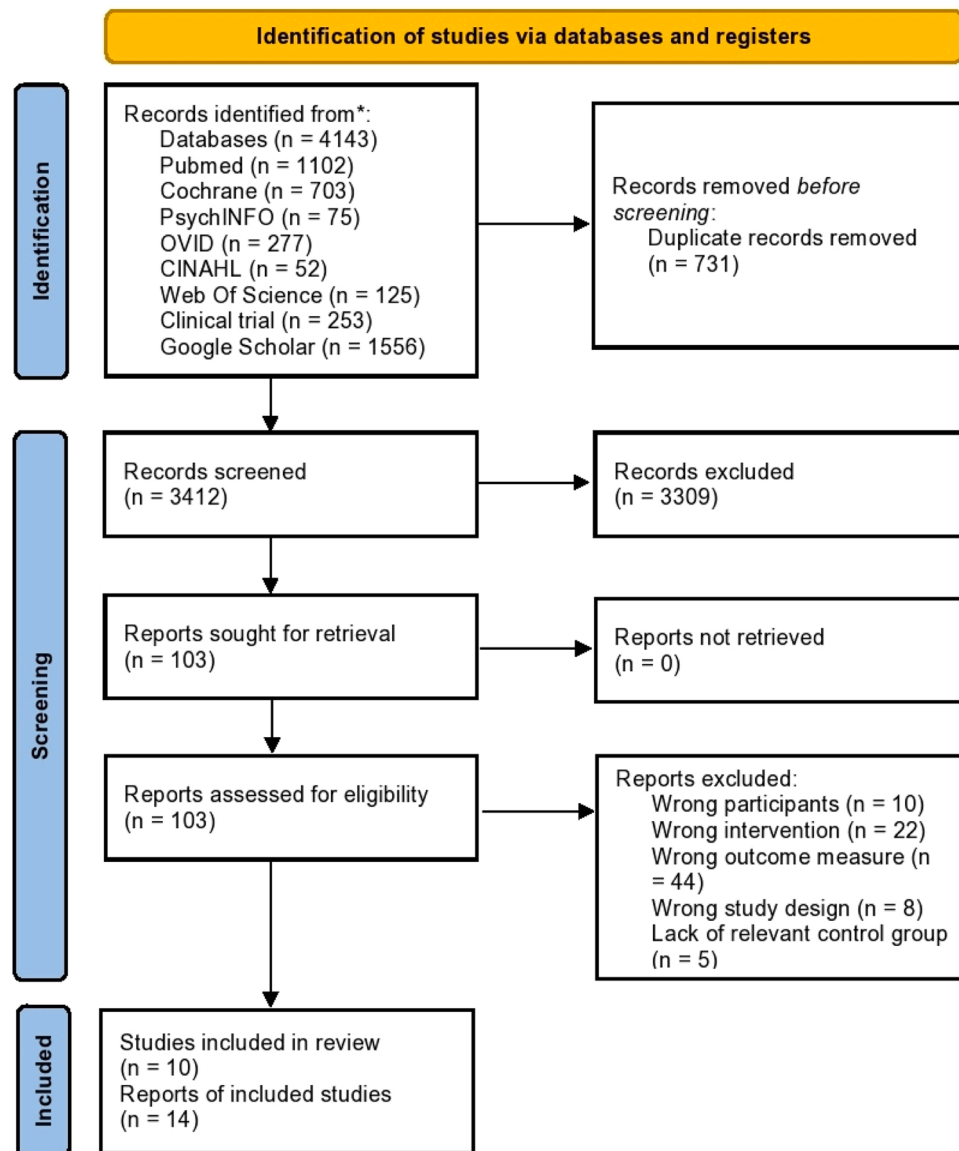 Identification of studies via databases and registers
Identification
Records identified from*:
Databases (n = 4143)
Pubmed (n = 1102)
Cochrane (n = 703)
PsychINFO (n = 75)
OVID (n = 277)
CINAHL (n = 52)
Web Of Science (n = 125)
Clinical trial (n = 253)
Google Scholar (n = 1556)
Records removed before
screening:
Duplicate records removed
(n = 731)
Screening
Records screened
(n = 3412)
Records excluded
(n = 3309)
Reports sought for retrieval
(n = 103)
Reports not retrieved
(n = 0)
Reports assessed for eligibility
(n = 103)
Reports excluded:
Wrong participants (n = 10)
Wrong intervention (n = 22)
Wrong outcome measure (n
= 44)
Wrong study design (n = 8)
Lack of relevant control group
(n = 5)
Included
Studies included in review
(n = 10)
Reports of included studies
(n = 14)